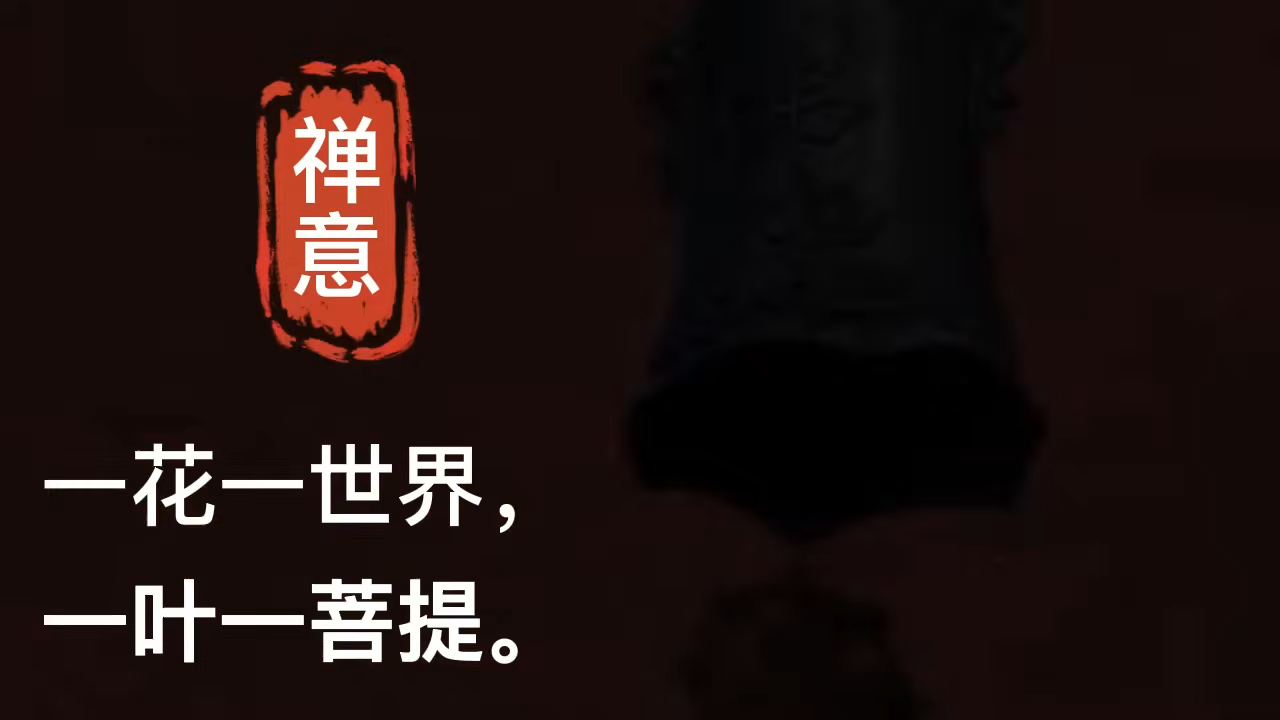 禅
意
一花一世界，
一叶一菩提。